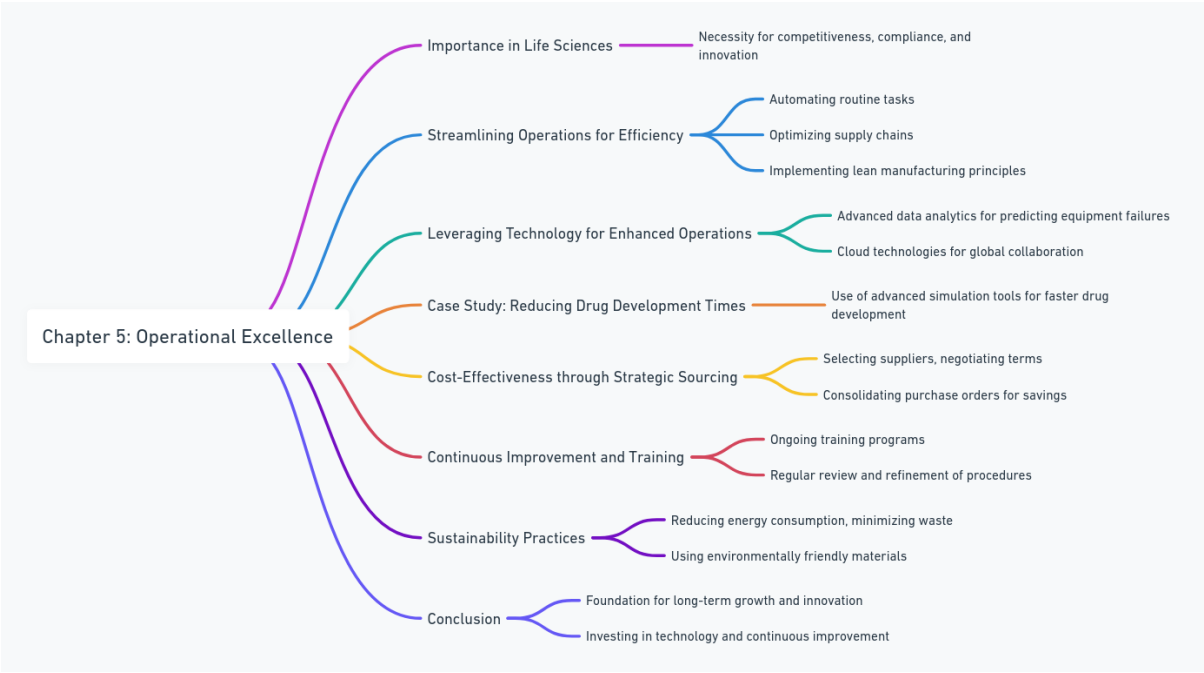 Importance in Life Sciences
Necessity for competitiveness, compliance, and
innovation
Streamlining Operations for Efficiency
Automating routine tasks
Optimizing supply chains
Implementing lean manufacturing principles
Leveraging Technology for Enhanced Operations
Advanced data analytics for predicting equipment failures
Cloud technologies for global collaboration
Chapter 5: Operational Excellence
Case Study: Reducing Drug Development Times
Use of advanced simulation tools for faster drug
development
Cost-Effectiveness through Strategic Sourcing
Selecting suppliers, negotiating terms
Consolidating purchase orders for savings
Continuous Improvement and Training
Ongoing training programs
Regular review and refinement of procedures
Sustainability Practices
Reducing energy consumption, minimizing waste
Using environmentally friendly materials
Conclusion
Foundation for long-term growth and innovation
Investing in technology and continuous improvement